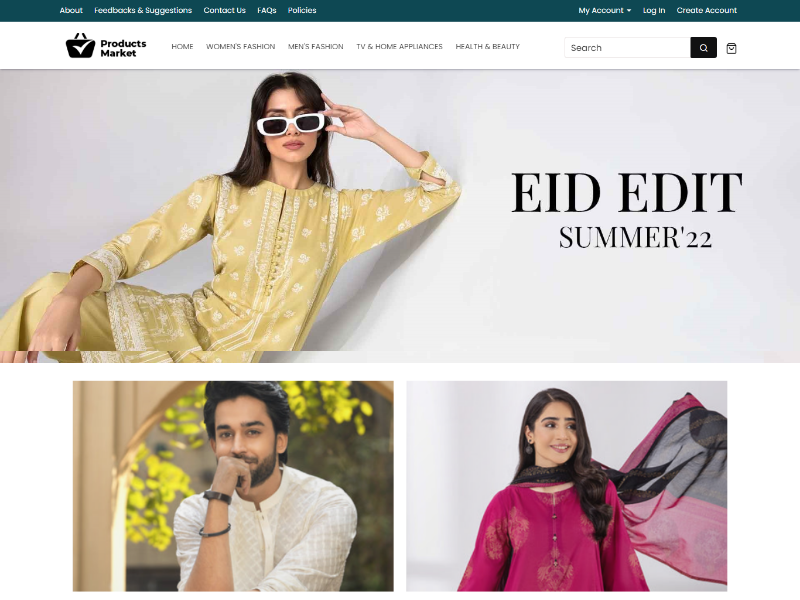 About Feedbacks & Suggestions Contact Us FAQs Policies My Account Log In Create Account
Products
Market
HOME WOMEN'S FASHION MEN'S FASHION TV & HOME APPLIANCES HEALTH & BEAUTY
Search
EID EDIT
SUMMER'22